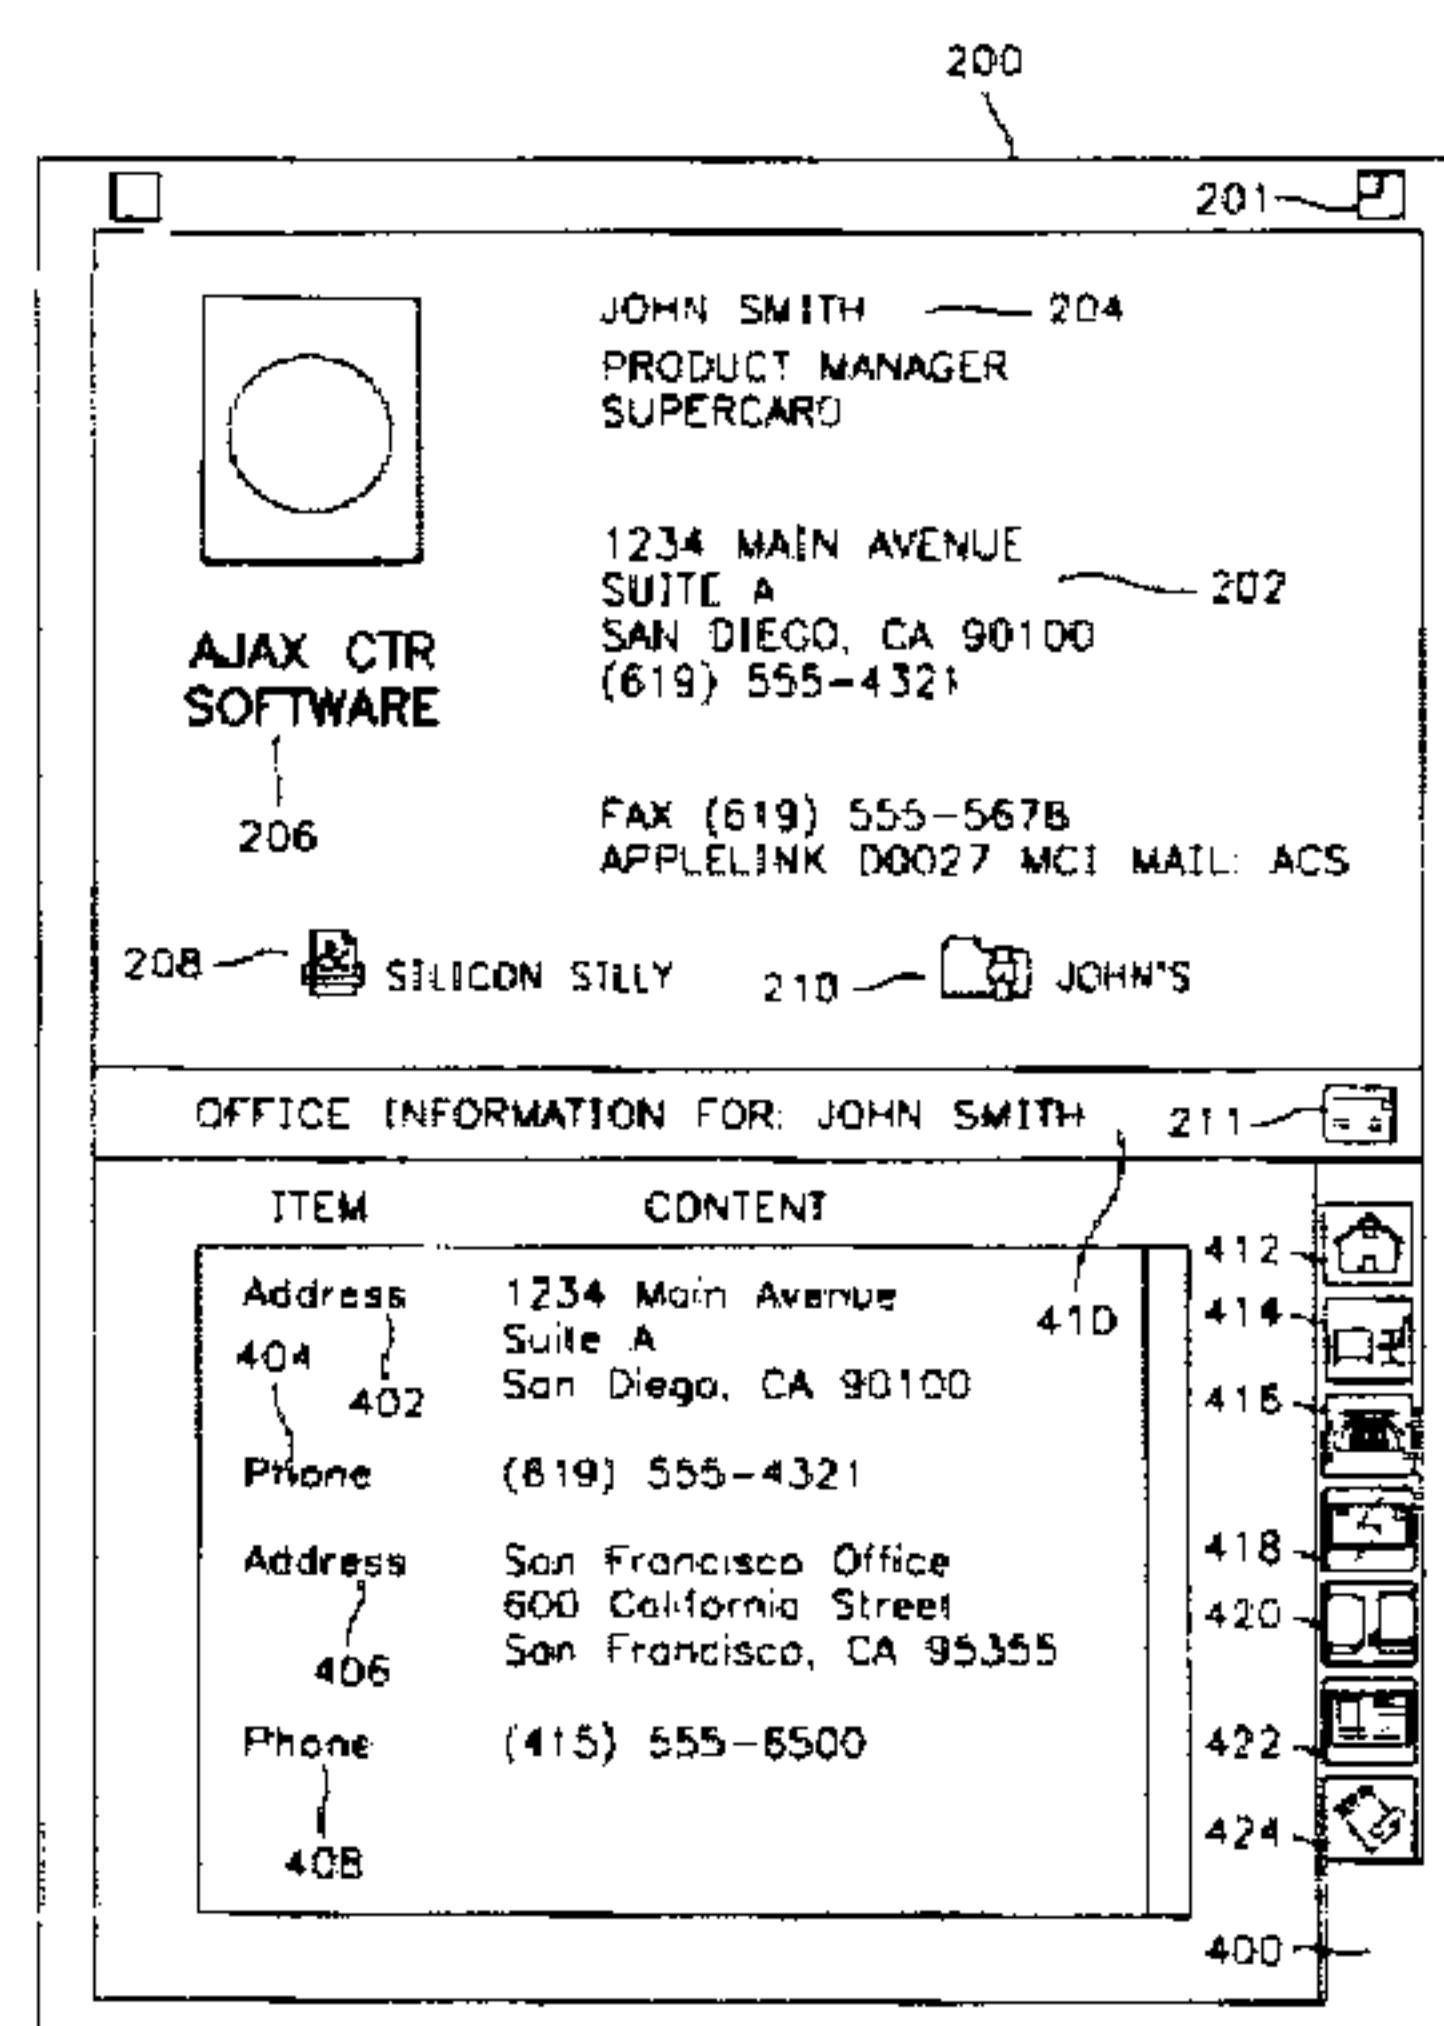 200
201
JOHN SMITH 204
PRODUCT MANAGER
SUPERCARD
1234 MAIN AVENUE
SUITE A 202
SAN DIEGO, CA 90100
(619) 555-4321
AJAX CTR
SOFTWARE
206
FAX (619) 555-5678
APPLELINK D0027 MCI MAIL: ACS
208 SILICON SILLY 210 JOHN'S
OFFICE INFORMATION FOR: JOHN SMITH 211
ITEM CONTENT
412
Address 1234 Main Avenue
410 414
Suite A
404
San Diego, CA 90100
402 416
Phone (619) 555-4321
418
Address San Francisco Office
600 California Street 420
San Francisco, CA 95355
406
Phone (415) 555-6500 422
424
408
400